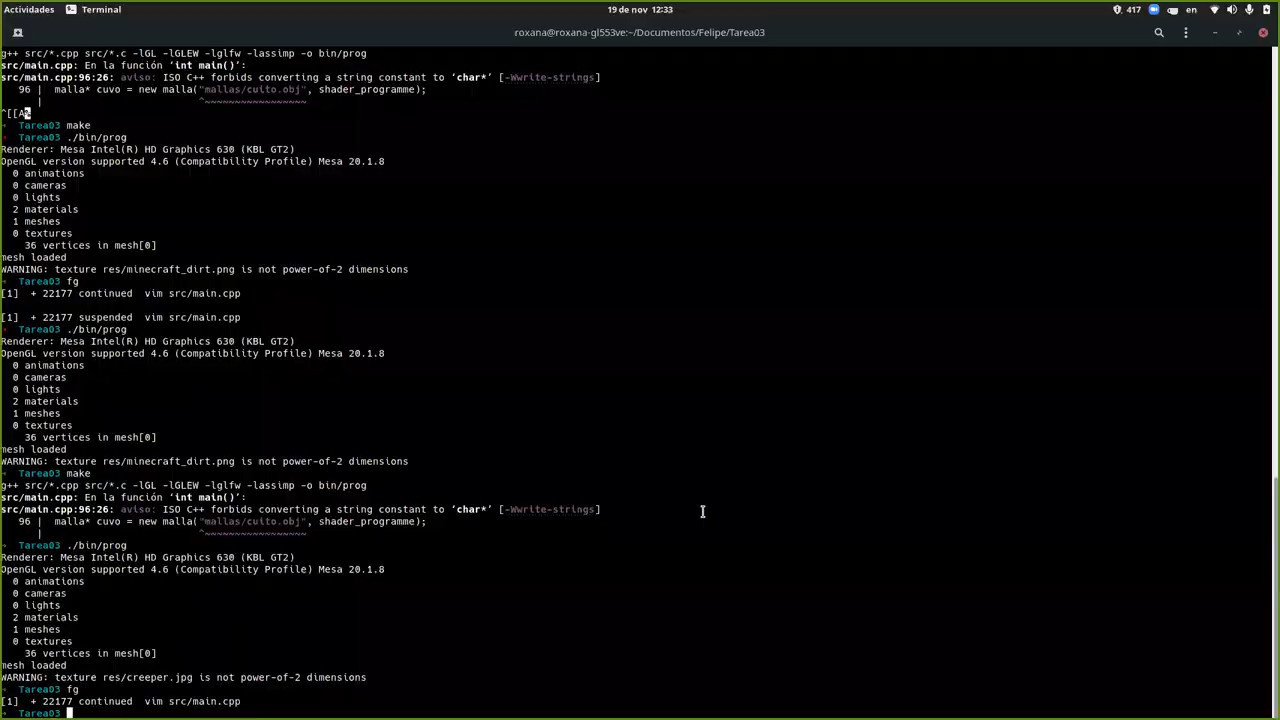 Actividades Terminal 19 de nov 12:33 417 en
roxana@roxana-gl553ve:~/Documentos/Felipe/Tarea03
g++ src/*.cpp src/*.c -lGL -lGLEW -lglfw -lassimp -o bin/prog
src/main.cpp: En la función ‘int main()’:
src/main.cpp:96:26: aviso: ISO C++ forbids converting a string constant to ‘char*’ [-Wwrite-strings]
96 | malla* cuvo = new malla("mallas/cuito.obj", shader_programme);
| ^~~~~~~~~~~~~~~~~~
^[[A%
Tarea03 make
Tarea03 ./bin/prog
Renderer: Mesa Intel(R) HD Graphics 630 (KBL GT2)
OpenGL version supported 4.6 (Compatibility Profile) Mesa 20.1.8
0 animations
0 cameras
0 lights
2 materials
1 meshes
0 textures
36 vertices in mesh[0]
mesh loaded
WARNING: texture res/minecraft_dirt.png is not power-of-2 dimensions
Tarea03 fg
[1] + 22177 continued vim src/main.cpp
[1] + 22177 suspended vim src/main.cpp
Tarea03 ./bin/prog
Renderer: Mesa Intel(R) HD Graphics 630 (KBL GT2)
OpenGL version supported 4.6 (Compatibility Profile) Mesa 20.1.8
0 animations
0 cameras
0 lights
2 materials
1 meshes
0 textures
36 vertices in mesh[0]
mesh loaded
WARNING: texture res/minecraft_dirt.png is not power-of-2 dimensions
Tarea03 make
g++ src/*.cpp src/*.c -lGL -lGLEW -lglfw -lassimp -o bin/prog
src/main.cpp: En la función ‘int main()’:
src/main.cpp:96:26: aviso: ISO C++ forbids converting a string constant to ‘char*’ [-Wwrite-strings]
96 | malla* cuvo = new malla("mallas/cuito.obj", shader_programme);
| ^~~~~~~~~~~~~~~~~~
Tarea03 ./bin/prog
Renderer: Mesa Intel(R) HD Graphics 630 (KBL GT2)
OpenGL version supported 4.6 (Compatibility Profile) Mesa 20.1.8
0 animations
0 cameras
0 lights
2 materials
1 meshes
0 textures
36 vertices in mesh[0]
mesh loaded
WARNING: texture res/creeper.jpg is not power-of-2 dimensions
Tarea03 fg
[1] + 22177 continued vim src/main.cpp
Tarea03